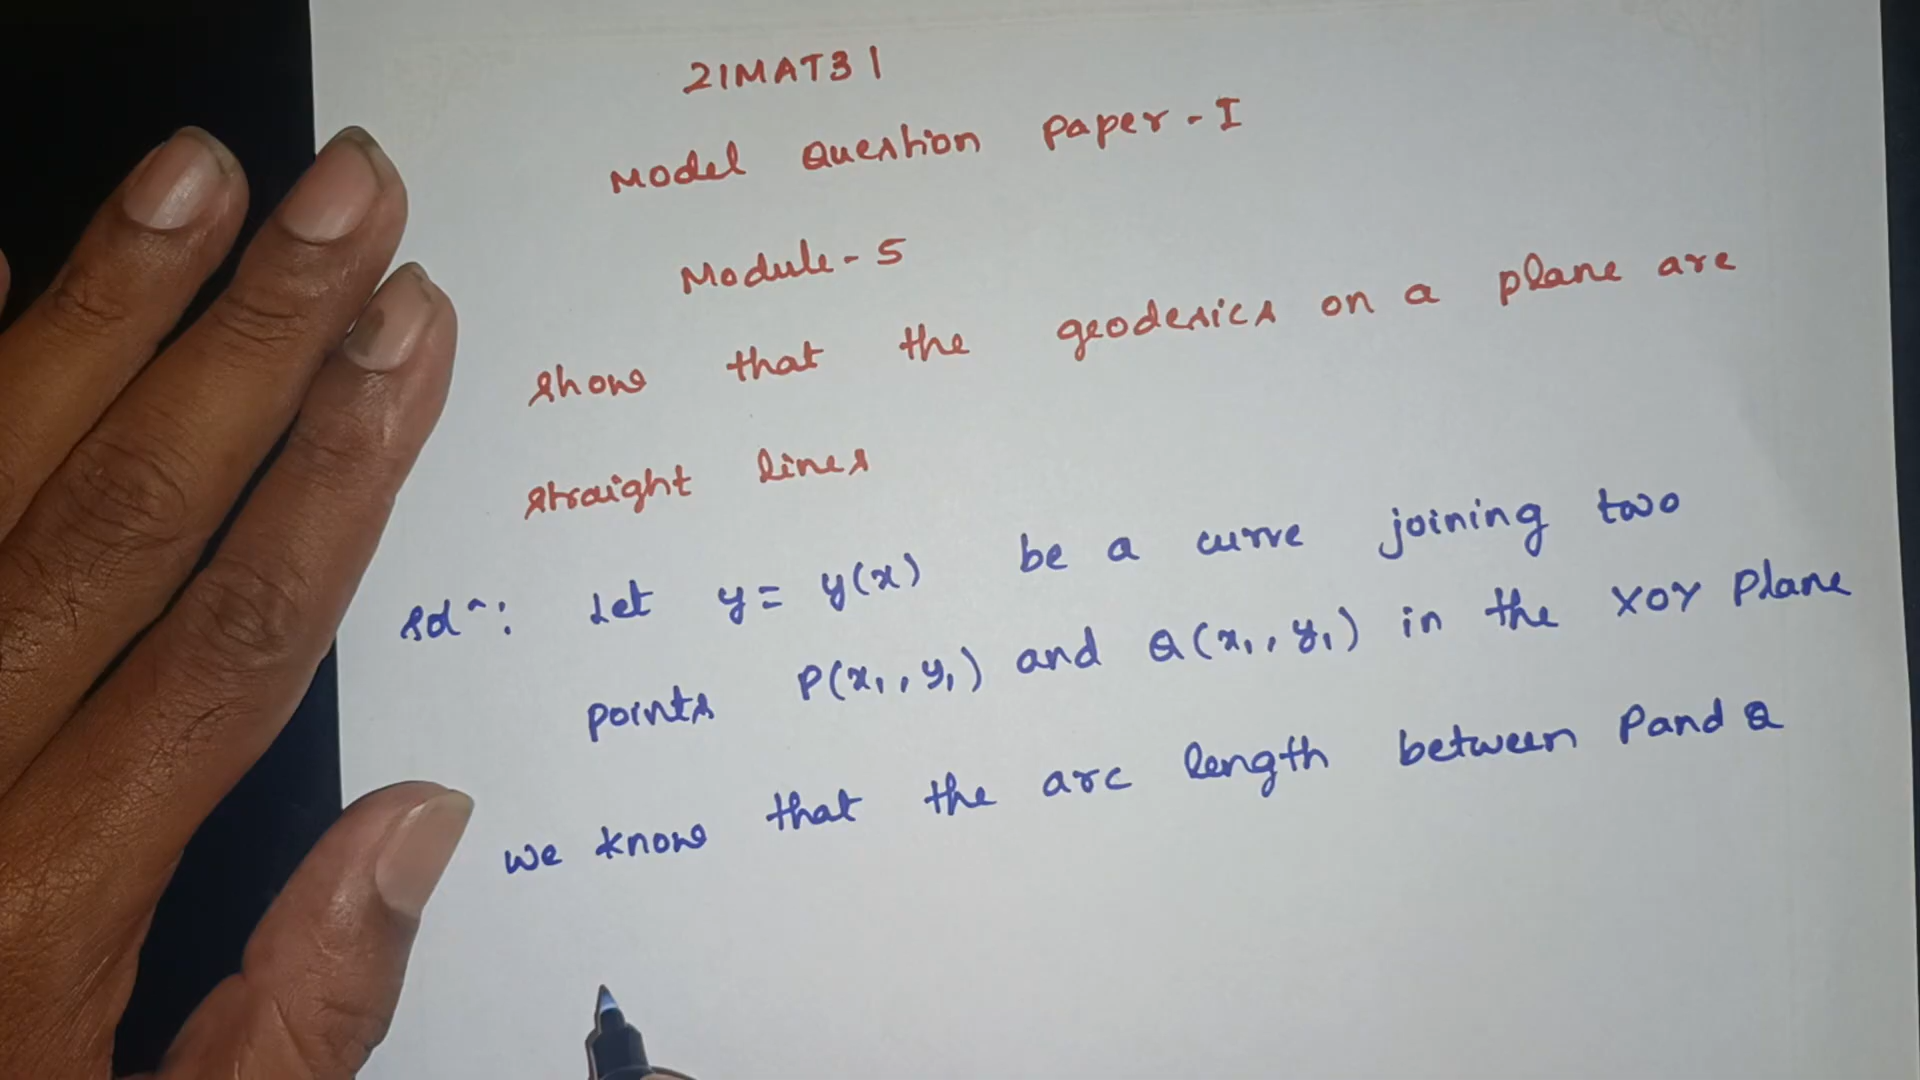 21MAT31
Model Question paper - I
Module - 5
show that the geodesics on a plane are
straight lines
Sol^n: Let y = y(x) be a curve joining two
points P(x₁, y₁) and Q(x₁, y₁) in the XOY Plane
We know that the arc length between P and Q